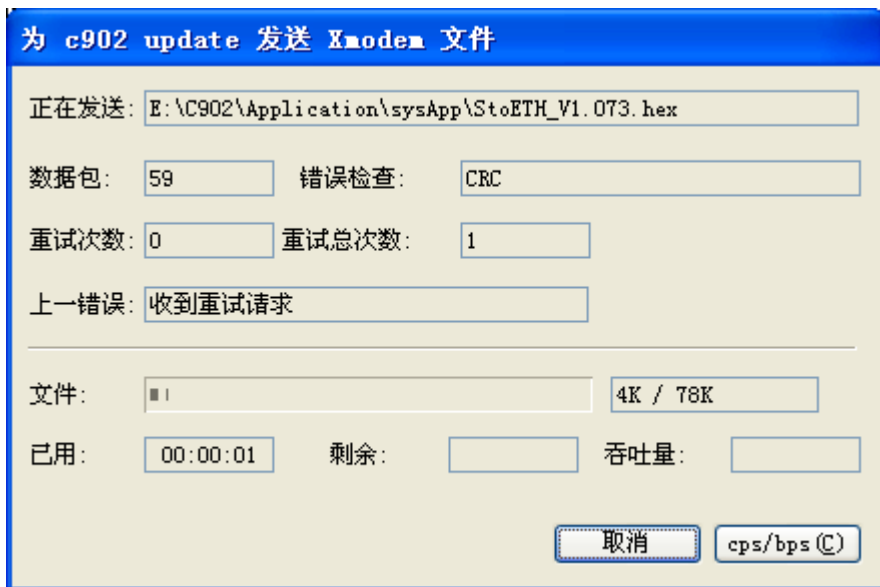 为 c902 update 发送 Xmodem 文件
正在发送: E:\C902\Application\sysApp\StoETH_V1.073.hex
数据包: 59 错误检查: CRC
重试次数: 0 重试总次数: 1
上一错误: 收到重试请求
文件: 4K / 78K
已用: 00:00:01 剩余: 吞吐量:
取消 cps/bps(C)